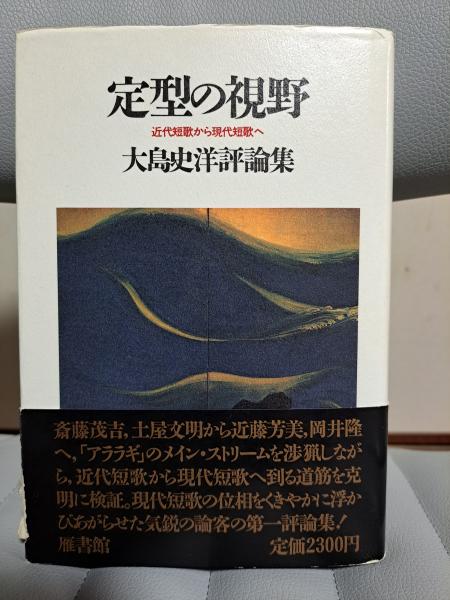 定型の視野
近代短歌から現代短歌へ
大島史洋評論集
斎藤茂吉,土屋文明から近藤芳美,岡井隆
へ,「アララギ」のメイン・ストリームを渉猟しなが
ら,近代短歌から現代短歌へ到る道筋を克
明に検証。現代短歌の位相をくきやかに浮か
びあがらせた気鋭の論客の第一評論集!
雁書館 定価2300円